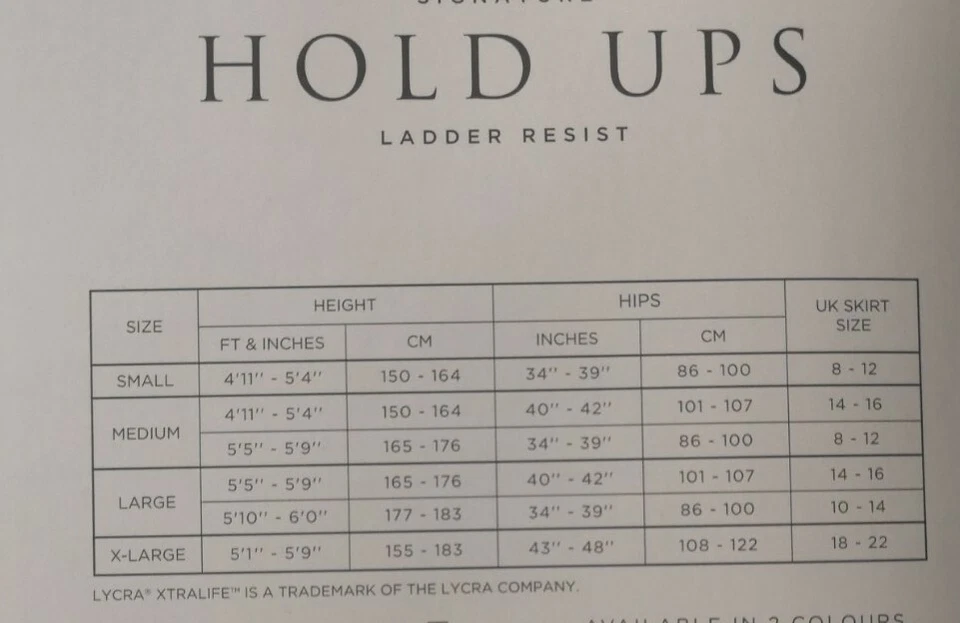 SIGNATURE
HOLD UPS
LADDER RESIST
SIZE HEIGHT HIPS UK SKIRT SIZE
FT & INCHES CM INCHES CM
SMALL 4'11'' - 5'4'' 150 - 164 34'' - 39'' 86 - 100 8 - 12
MEDIUM 4'11'' - 5'4'' 150 - 164 40'' - 42'' 101 - 107 14 - 16
5'5'' - 5'9'' 165 - 176 34'' - 39'' 86 - 100 8 - 12
LARGE 5'5'' - 5'9'' 165 - 176 40'' - 42'' 101 - 107 14 - 16
5'10'' - 6'0'' 177 - 183 34'' - 39'' 86 - 100 10 - 14
X-LARGE 5'1'' - 5'9'' 155 - 183 43'' - 48'' 108 - 122 18 - 22
LYCRA® XTRALIFE™ IS A TRADEMARK OF THE LYCRA COMPANY.
AVAILABLE IN 2 COLOURS